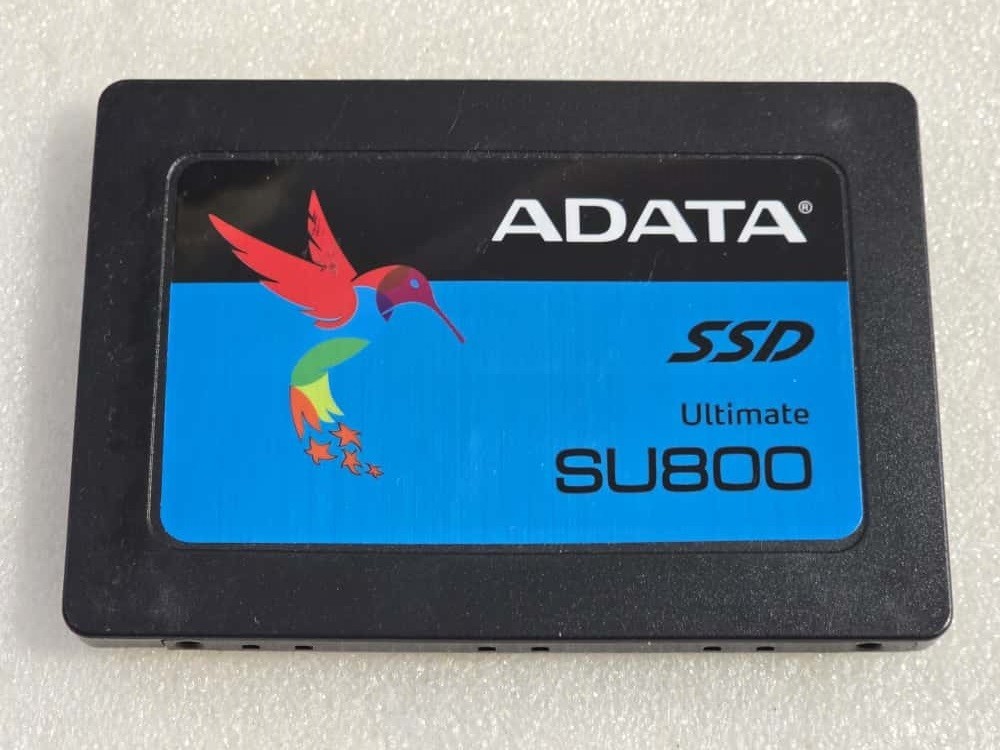 ADATA®
SSD
Ultimate
SU800